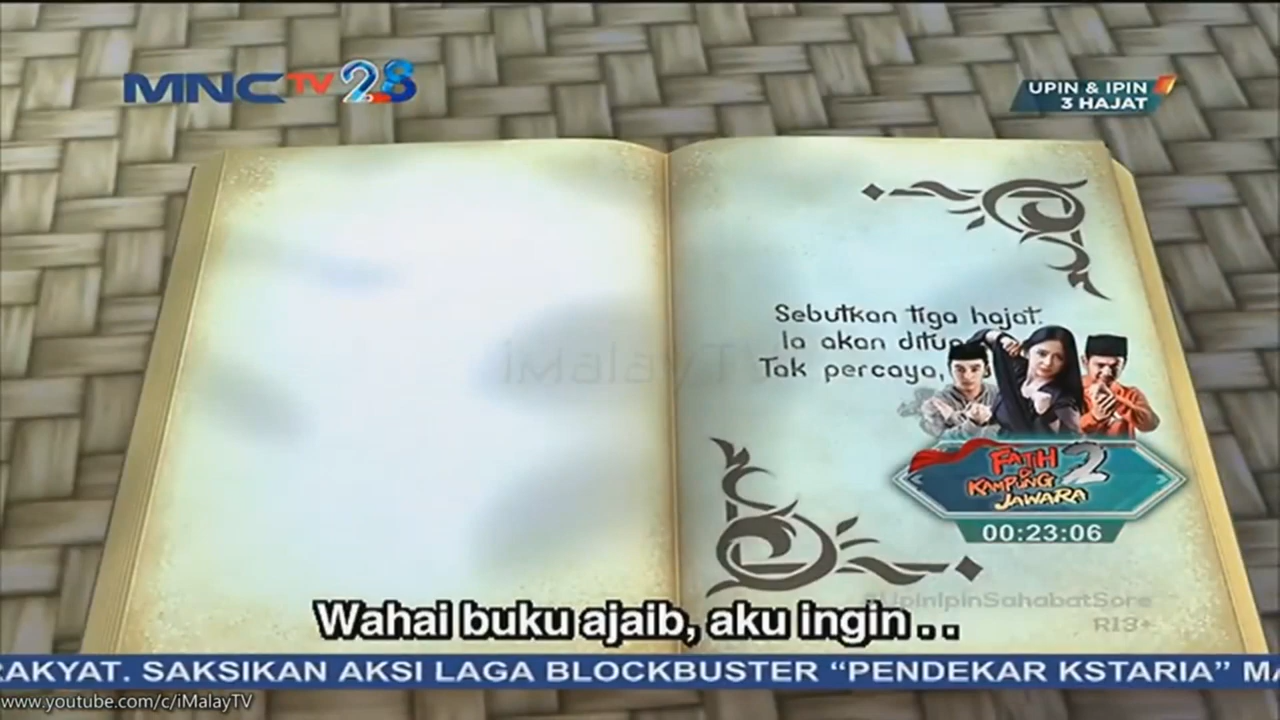 MNCTV 28
UPIN & IPIN
3 HAJAT
Sebutkan tiga hajat.
Ia akan
Tak percaya,
iMalayTV
FATIH
DI
KAMPUNG 2
JAWARA
00:23:06
#UpinIpinSahabatSore
R13+
Wahai buku ajaib, aku ingin . .
RAKYAT. SAKSIKAN AKSI LAGA BLOCKBUSTER “PENDEKAR KSTARIA” MA
www.youtube.com/c/iMalayTV